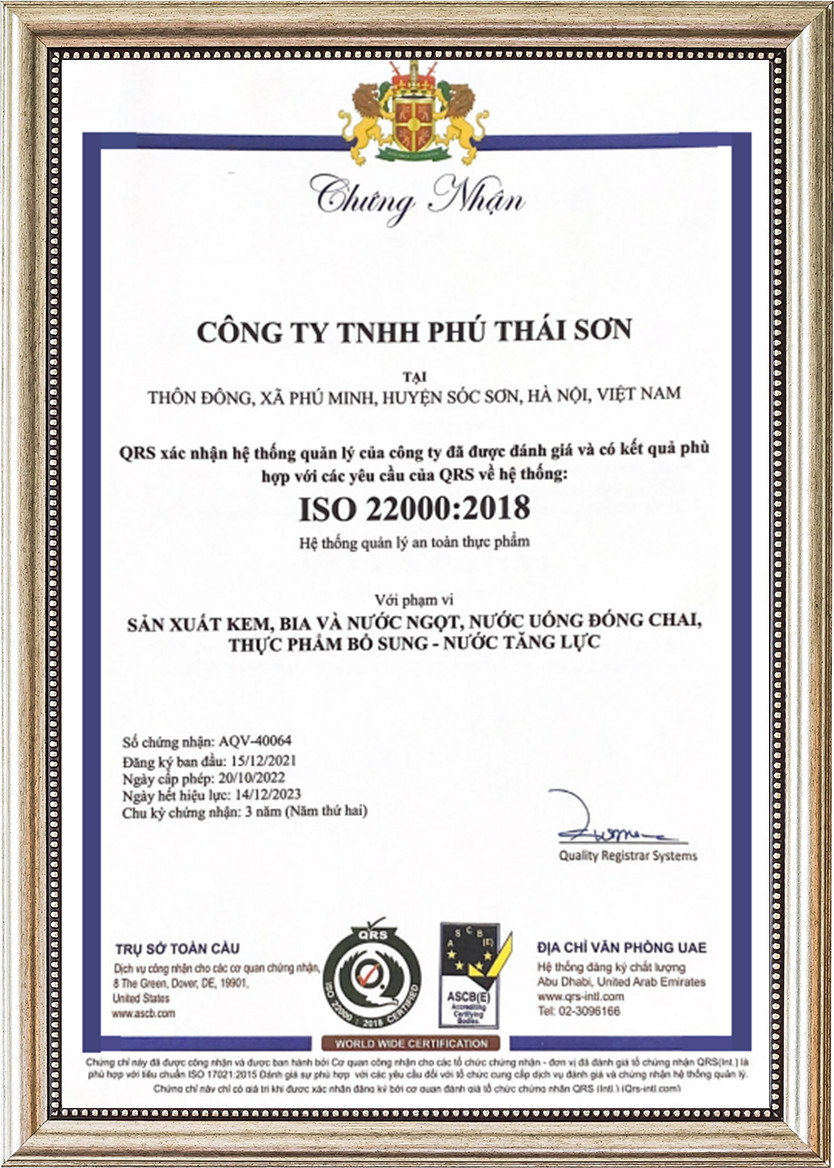 Chứng Nhận
CÔNG TY TNHH PHÚ THÁI SƠN
TẠI
THÔN ĐÔNG, XÃ PHÚ MINH, HUYỆN SÓC SƠN, HÀ NỘI, VIỆT NAM
QRS xác nhận hệ thống quản lý của công ty đã được đánh giá và có kết quả phù
hợp với các yêu cầu của QRS về hệ thống:
ISO 22000:2018
Hệ thống quản lý an toàn thực phẩm
Với phạm vi
SẢN XUẤT KEM, BIA VÀ NƯỚC NGỌT, NƯỚC UỐNG ĐÓNG CHAI,
THỰC PHẨM BỔ SUNG - NƯỚC TĂNG LỰC
Số chứng nhận: AQV-40064
Đăng ký ban đầu: 15/12/2021
Ngày cấp phép: 20/10/2022
Ngày hết hiệu lực: 14/12/2023
Chu kỳ chứng nhận: 3 năm (Năm thứ hai)
Quality Registrar Systems
TRỤ SỞ TOÀN CẦU
Dịch vụ công nhận cho các cơ quan chứng nhận,
8 The Green, Dover, DE, 19901,
United States
www.ascb.com
QRS
ISO 22000 : 2018 CERTIFIED
A S C B (E)
ASCB(E)
Accrediting
Certifying
Bodies.
ĐỊA CHỈ VĂN PHÒNG UAE
Hệ thống đăng ký chất lượng
Abu Dhabi, United Arab Emirates
www.qrs-intl.com
Tel: 02-3096166
WORLD WIDE CERTIFICATION
Chứng chỉ này đã được công nhận và được ban hành bởi Cơ quan công nhận cho các tổ chức chứng nhận - đơn vị đã đánh giá tổ chức chứng nhận QRS(Int.) là
phù hợp với tiêu chuẩn ISO 17021:2015 Đánh giá sự phù hợp với các yêu cầu đối với tổ chức cung cấp dịch vụ đánh giá và chứng nhận hệ thống quản lý.
Chứng chỉ này chỉ có giá trị khi được xác nhận đăng ký bởi cơ quan đánh giá tổ chức chứng nhận QRS (Intl.) (Qrs-intl.com)